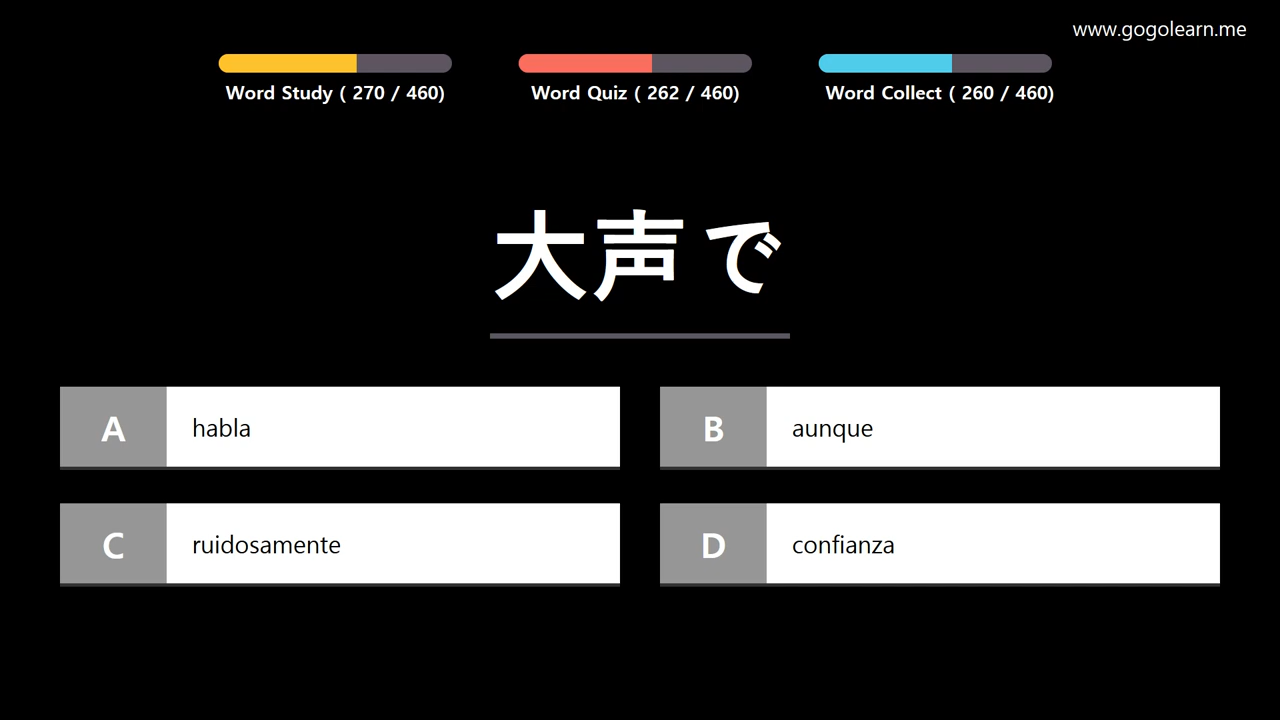 www.gogolearn.me
Word Study ( 270 / 460)
Word Quiz ( 262 / 460)
Word Collect ( 260 / 460)
大声で
A habla
B aunque
C ruidosamente
D confianza